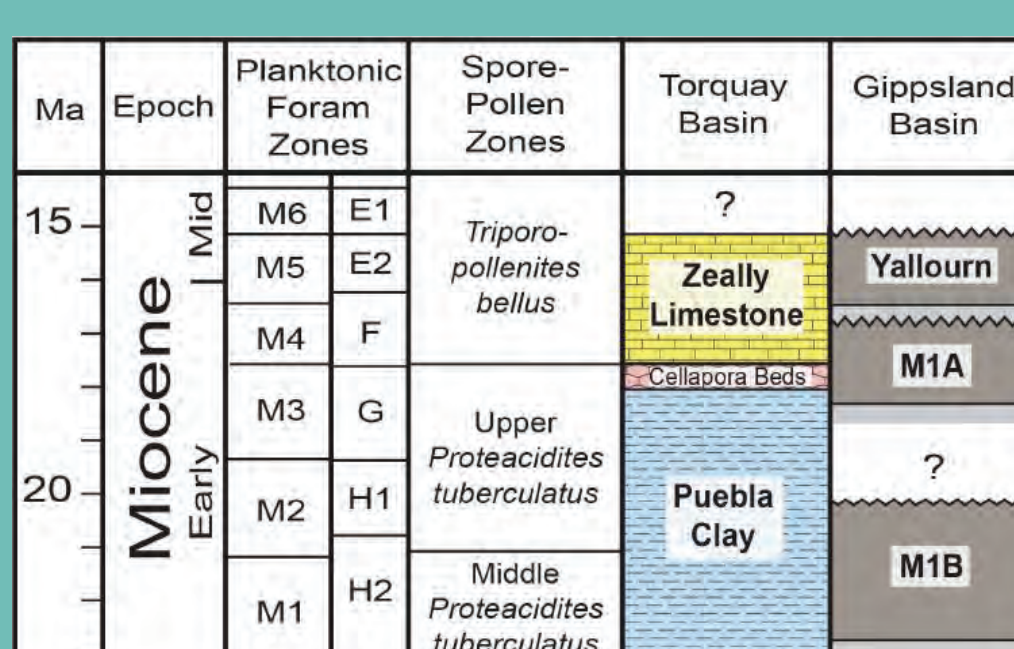 Ma
Epoch
Planktonic
Foram
Zones
Spore-
Pollen
Zones
Torquay
Basin
Gippsland
Basin
15
20
Miocene
Mid
Early
M6
M5
M4
M3
M2
M1
E1
E2
F
G
H1
H2
Triporo-
pollenites
bellus
Upper
Proteacidites
tuberculatus
Middle
Proteacidites
tuberculatus
?
Zeally
Limestone
Cellapora Beds
Puebla
Clay
Yallourn
M1A
?
M1B